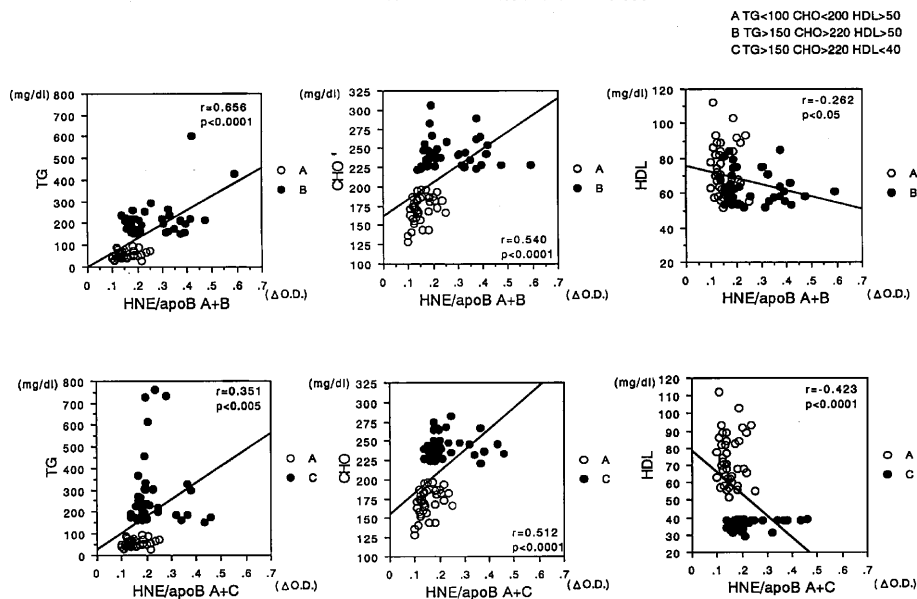 A TG<100 CHO<200 HDL>50
B TG>150 CHO>220 HDL>50
C TG>150 CHO>220 HDL<40
(mg/dl)
800
700
600
500
400
300
200
100
0
TG
r=0.656
p<0.0001
A
B
0 .1 .2 .3 .4 .5 .6 .7
HNE/apoB A+B
(ΔO.D.)
(mg/dl)
325
300
275
250
225
200
175
150
125
100
CHO
r=0.540
p<0.0001
A
B
0 .1 .2 .3 .4 .5 .6 .7
HNE/apoB A+B
(ΔO.D.)
(mg/dl)
120
100
80
60
40
20
HDL
r=-0.262
p<0.05
A
B
0 .1 .2 .3 .4 .5 .6 .7
HNE/apoB A+B
(ΔO.D.)
(mg/dl)
800
700
600
500
400
300
200
100
0
TG
r=0.351
p<0.005
A
C
0 .1 .2 .3 .4 .5 .6 .7
HNE/apoB A+C
(ΔO.D.)
(mg/dl)
325
300
275
250
225
200
175
150
125
100
CHO
r=0.512
p<0.0001
A
C
0 .1 .2 .3 .4 .5 .6 .7
HNE/apoB A+C
(ΔO.D.)
(mg/dl)
120
110
100
90
80
70
60
50
40
30
20
HDL
r=-0.423
p<0.0001
A
C
0 .1 .2 .3 .4 .5 .6 .7
HNE/apoB A+C
(ΔO.D.)